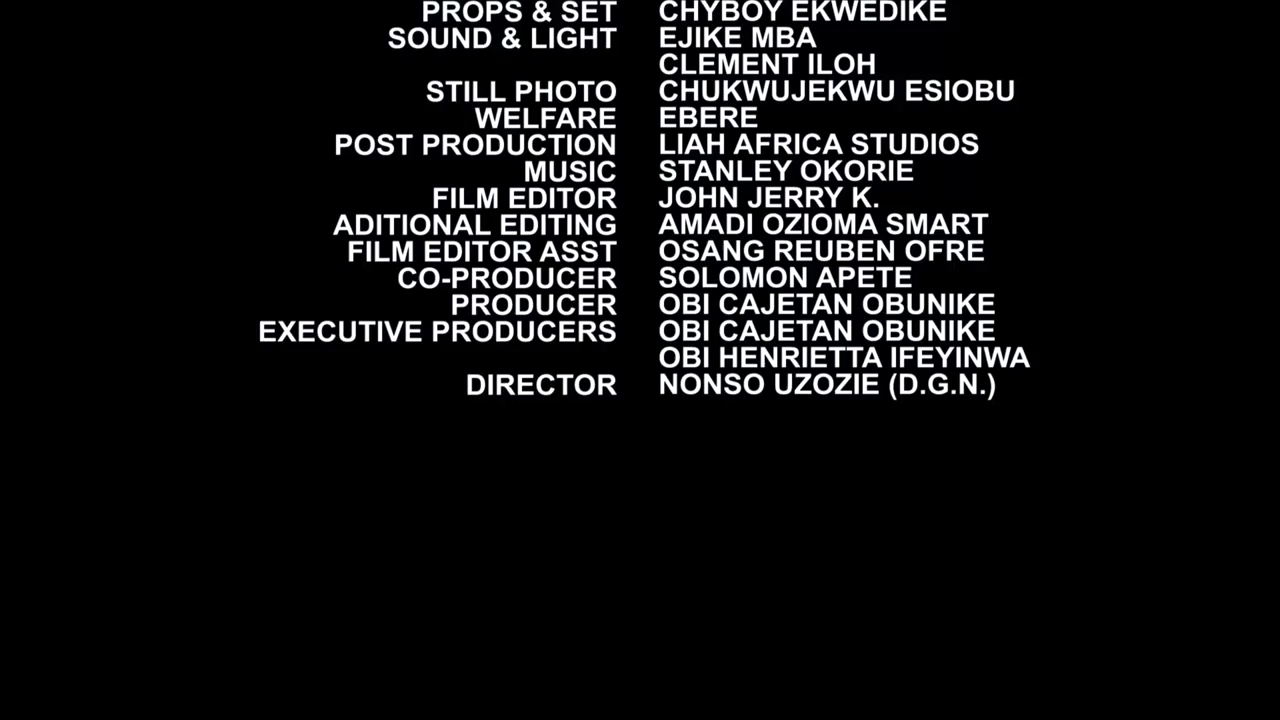 PROPS & SET CHYBOY EKWEDIKE
SOUND & LIGHT EJIKE MBA
CLEMENT ILOH
STILL PHOTO CHUKWUJEKWU ESIOBU
WELFARE EBERE
POST PRODUCTION LIAH AFRICA STUDIOS
MUSIC STANLEY OKORIE
FILM EDITOR JOHN JERRY K.
ADITIONAL EDITING AMADI OZIOMA SMART
FILM EDITOR ASST OSANG REUBEN OFRE
CO-PRODUCER SOLOMON APETE
PRODUCER OBI CAJETAN OBUNIKE
EXECUTIVE PRODUCERS OBI CAJETAN OBUNIKE
OBI HENRIETTA IFEYINWA
DIRECTOR NONSO UZOZIE (D.G.N.)